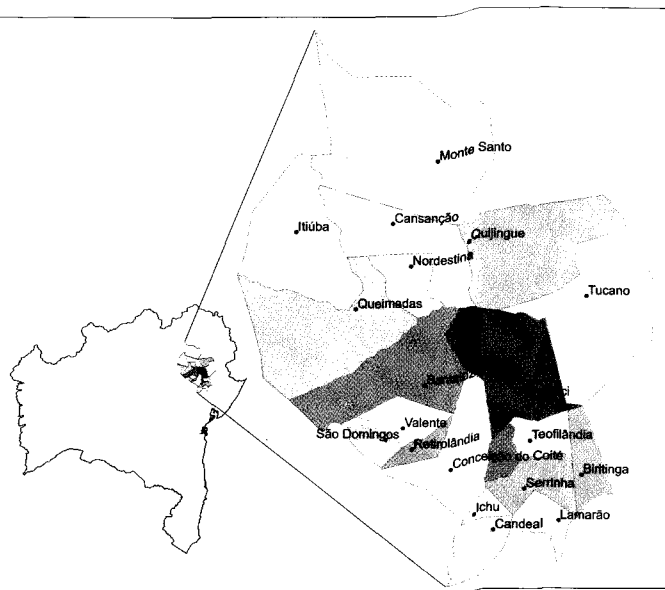 Monte Santo
Itiúba
Cansanção
Quijingue
Nordestina
Tucano
Queimadas
Valente
São Domingos
Retirolândia
Teofilândia
Conceição do Coité
Biritinga
Serrinha
Ichu
Lamarão
Candeal